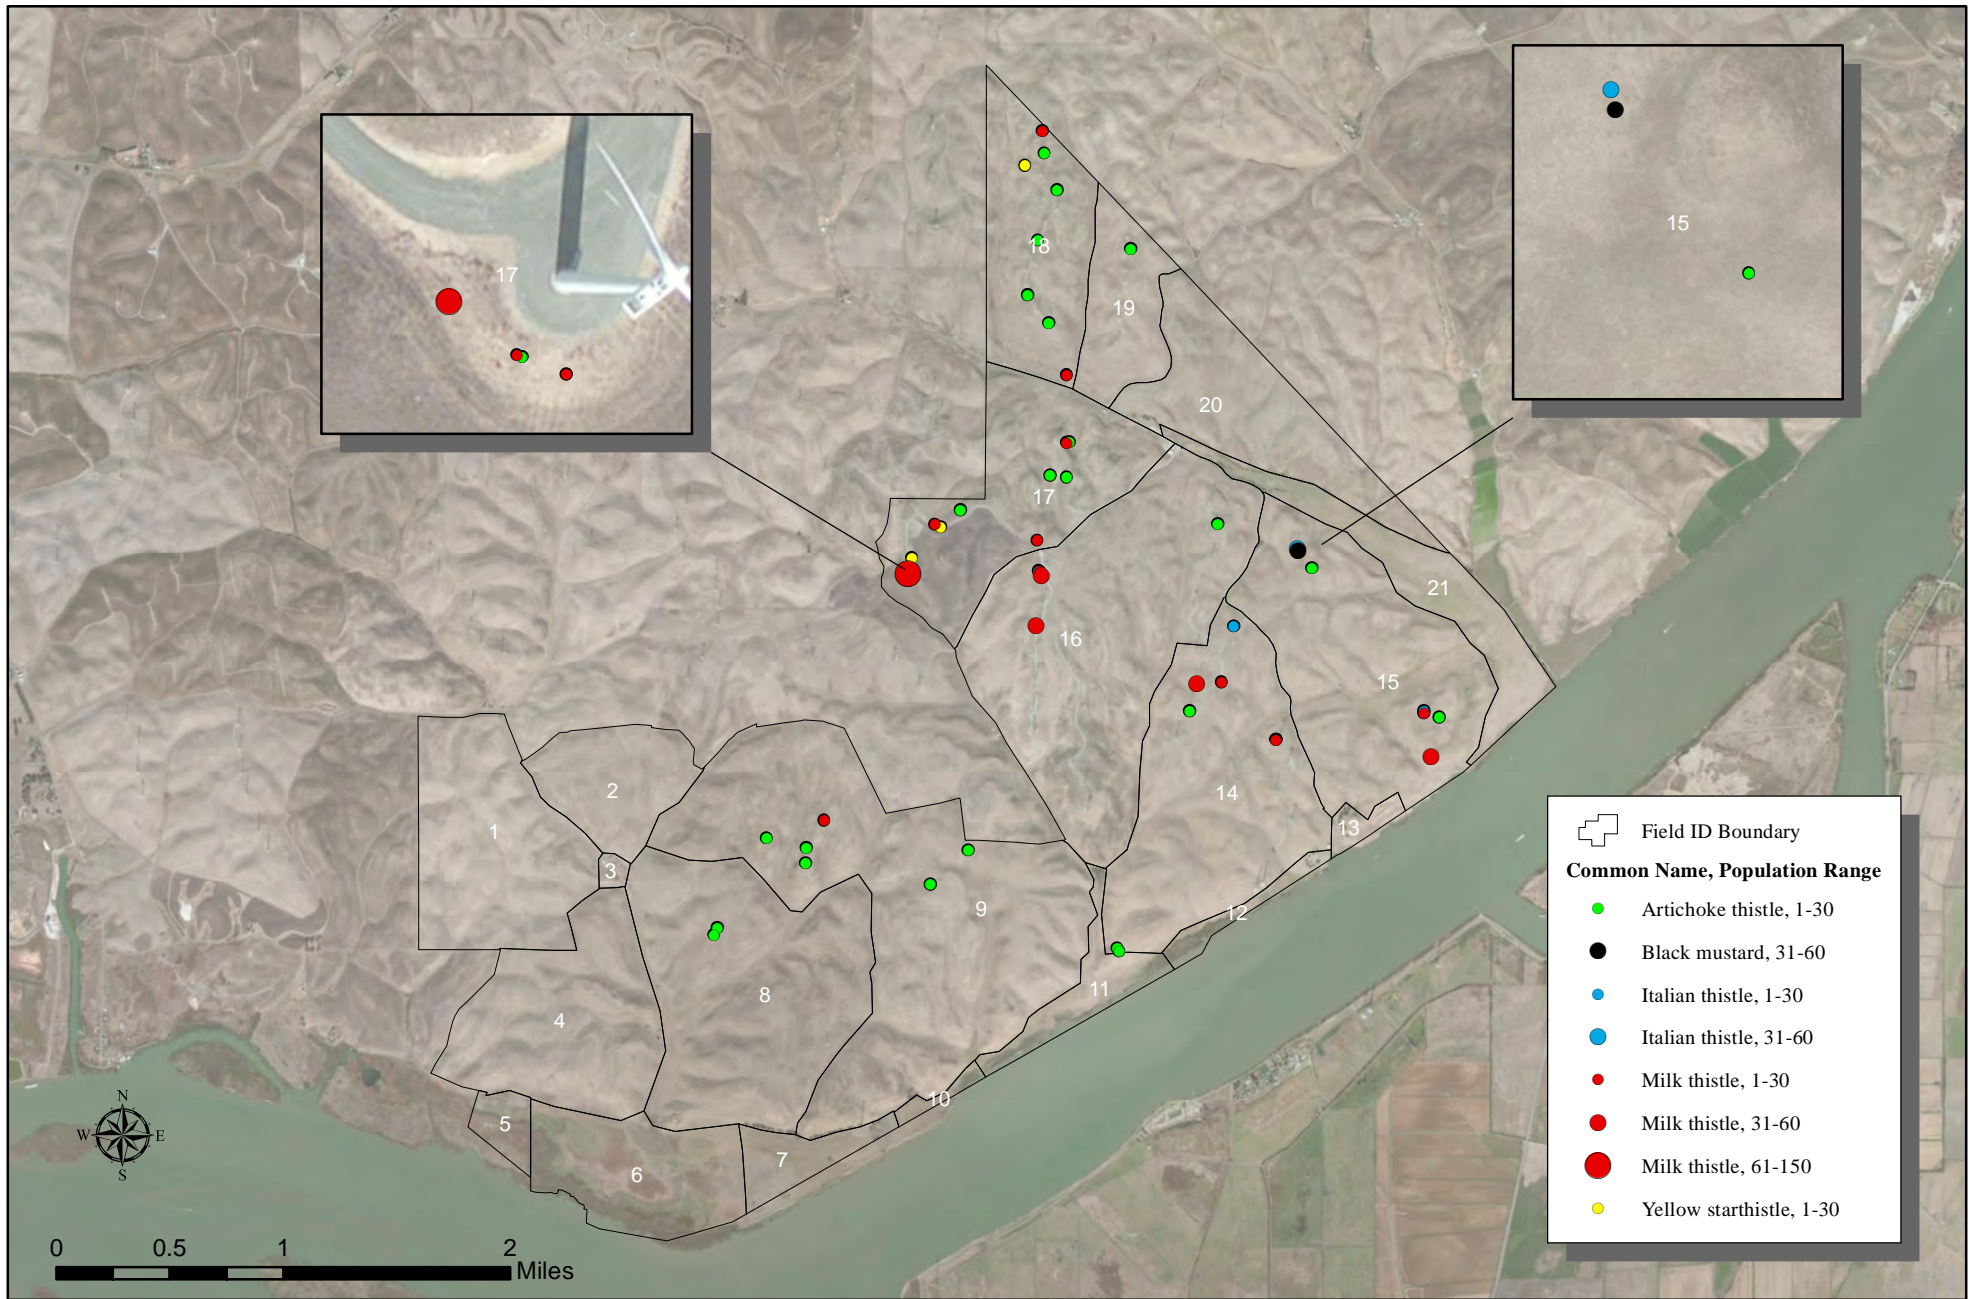 17
15
18
19
20
17
21
16
15
14
13
2
1
3
9
12
8
11
4
10
5
7
6
Field ID Boundary
Common Name, Population Range
Artichoke thistle, 1-30
Black mustard, 31-60
Italian thistle, 1-30
Italian thistle, 31-60
Milk thistle, 1-30
Milk thistle, 31-60
Milk thistle, 61-150
Yellow starthistle, 1-30
N
W E
S
0 0.5 1 2
Miles